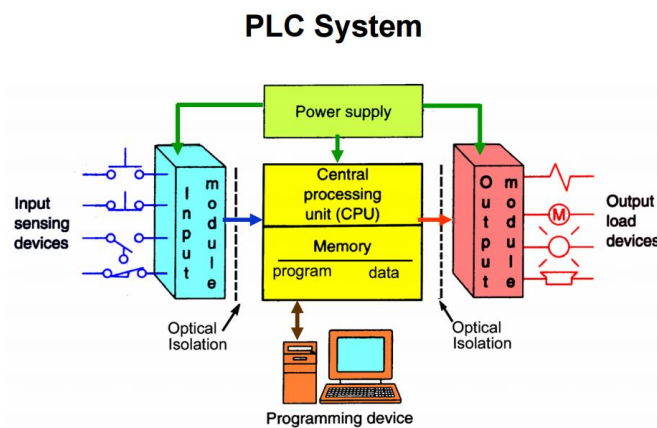 PLC System
Power supply
Input
sensing
devices
Input
module
Central
processing
unit (CPU)
Memory
program data
Output
module
M
Output
load
devices
Optical
Isolation
Optical
Isolation
Programming device